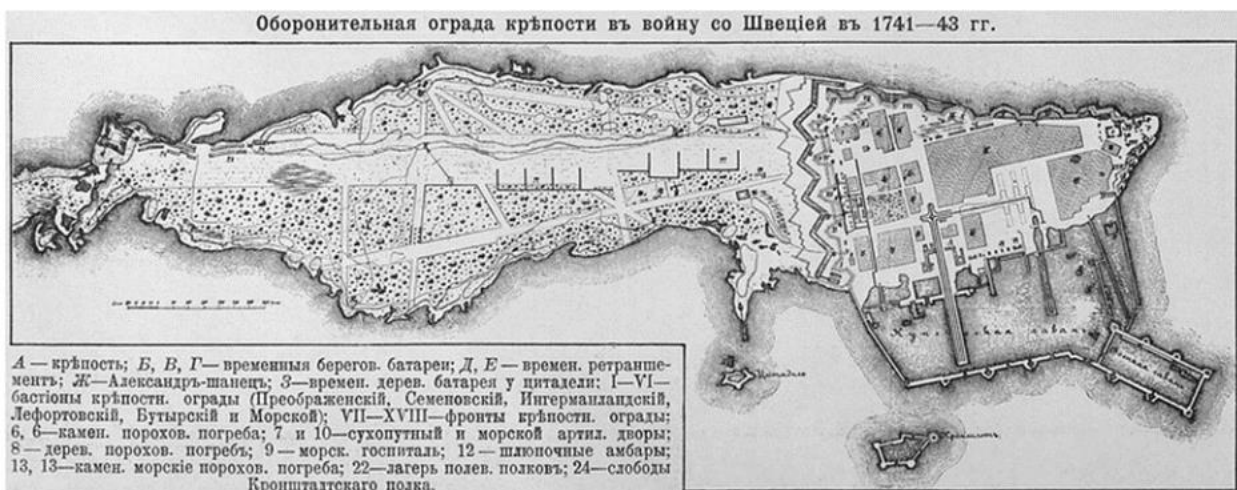 Оборонительная ограда крѣпости въ войну со Швеціей въ 1741—43 гг.
А — крѣпость; Б, В, Г — временныя берегов. батареи; Д, Е — времен. ретранше-
ментъ; Ж—Александръ-шанецъ; З—времен. дерев. батарея у цитадели: I—VI—
бастіоны крѣпостн. ограды (Преображенскій, Семеновскій, Ингерманландскій,
Лефортовскій, Бутырскій и Морской); VII—XVIII—фронты крѣпостн. ограды:
6, 6—камен. порохов. погреба; 7 и 10—сухопутный и морской артил. дворы;
8 — дерев. порохов. погребъ; 9 — морск. госпиталь; 12 — шлюпочные амбары;
13, 13—камен. морскіе порохов. погреба; 22—лагерь полев. полковъ; 24—слободы
Кронштадтскаго полка.
Цитадель
Кроншлотъ